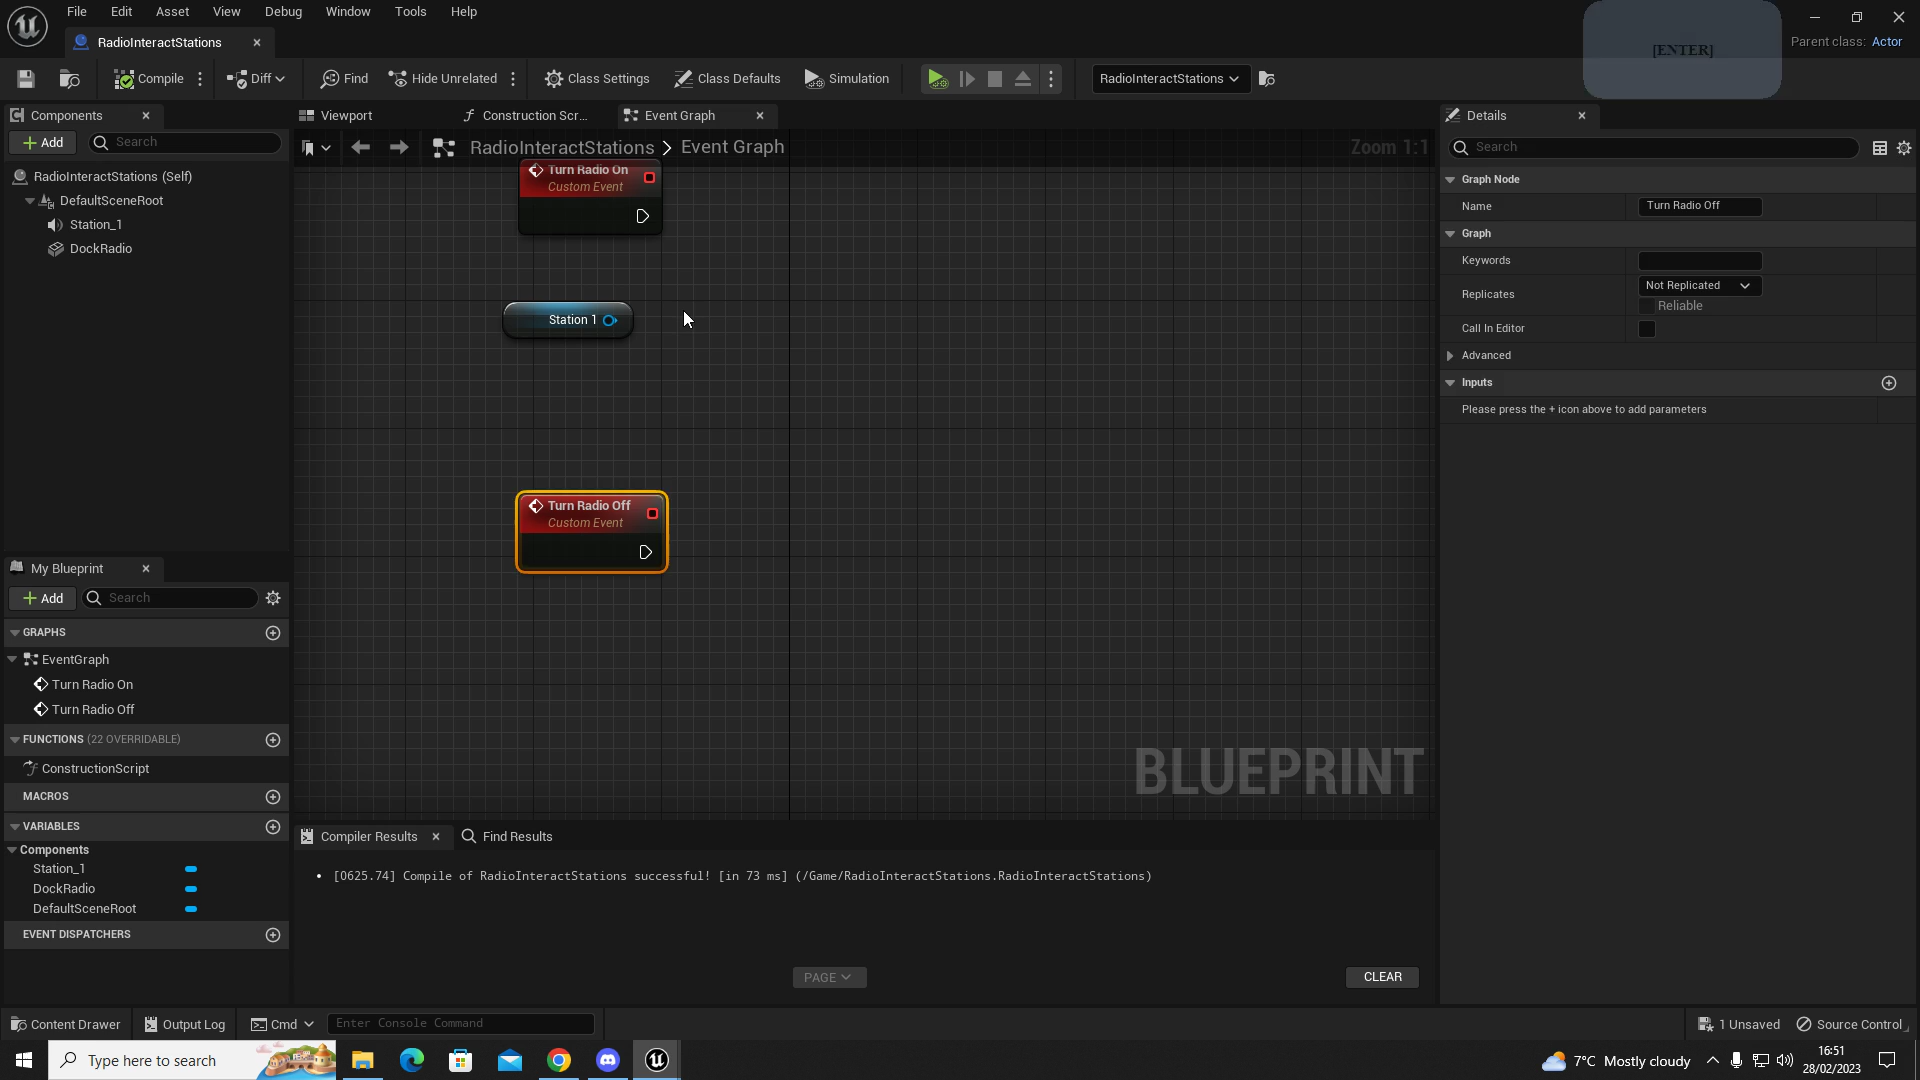 File Edit Asset View Debug Window Tools Help
RadioInteractStations
[ENTER]
Parent class: Actor
Compile Diff Find Hide Unrelated Class Settings Class Defaults Simulation RadioInteractStations
Components
Add Search
RadioInteractStations (Self)
DefaultSceneRoot
Station_1
DockRadio
Viewport Construction Scr... Event Graph
RadioInteractStations > Event Graph Zoom 1:1
Turn Radio On
Custom Event
Station 1
Turn Radio Off
Custom Event
BLUEPRINT
Details
Search
Graph Node
Name Turn Radio Off
Graph
Keywords
Replicates Not Replicated
Reliable
Call In Editor
Advanced
Inputs
Please press the + icon above to add parameters
My Blueprint
Add Search
GRAPHS
EventGraph
Turn Radio On
Turn Radio Off
FUNCTIONS (22 OVERRIDABLE)
ConstructionScript
MACROS
VARIABLES
Components
Station_1
DockRadio
DefaultSceneRoot
EVENT DISPATCHERS
Compiler Results Find Results
• [0625.74] Compile of RadioInteractStations successful! [in 73 ms] (/Game/RadioInteractStations.RadioInteractStations)
PAGE CLEAR
Content Drawer Output Log Cmd Enter Console Command 1 Unsaved Source Control
Type here to search 7°C Mostly cloudy 16:51
28/02/2023